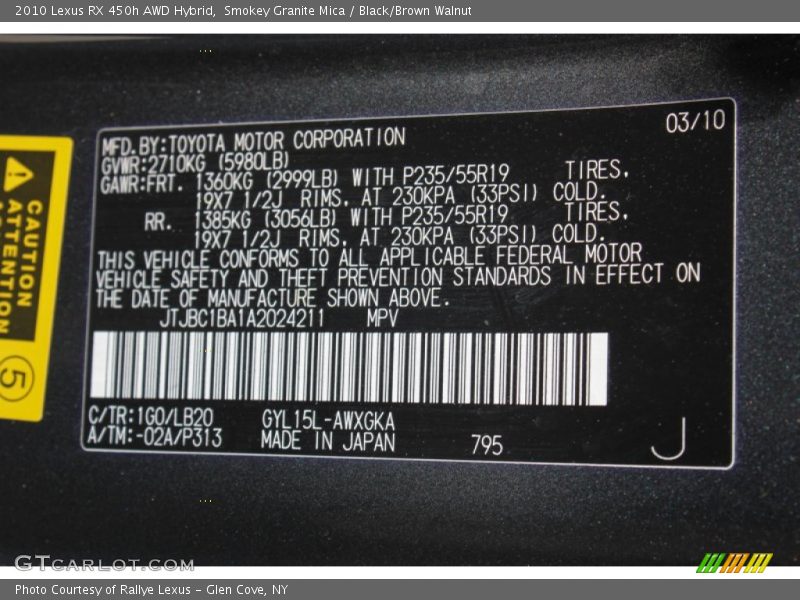 2010 Lexus RX 450h AWD Hybrid, Smokey Granite Mica / Black/Brown Walnut
03/10
MFD.BY:TOYOTA MOTOR CORPORATION
GVWR:2710KG (5980LB)
GAWR:FRT. 1360KG (2999LB) WITH P235/55R19 TIRES,
19X7 1/2J RIMS, AT 230KPA (33PSI) COLD.
RR. 1385KG (3056LB) WITH P235/55R19 TIRES,
19X7 1/2J RIMS, AT 230KPA (33PSI) COLD.
THIS VEHICLE CONFORMS TO ALL APPLICABLE FEDERAL MOTOR
VEHICLE SAFETY AND THEFT PREVENTION STANDARDS IN EFFECT ON
THE DATE OF MANUFACTURE SHOWN ABOVE.
JTJBC1BA1A2024211 MPV
C/TR:1G0/LB20 GYL15L-AWXGKA
A/TM:-02A/P313 MADE IN JAPAN 795 J
CAUTION
ATTENTION
5
GTCARLOT.COM
Photo Courtesy of Rallye Lexus - Glen Cove, NY